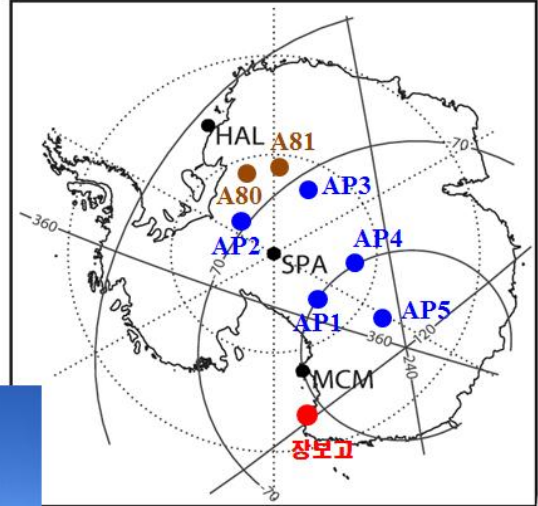 HAL
A81
-70
A80
AP3
-360
AP2
AP4
-70
SPA
AP1
AP5
120
360
240
MCM
장보고
-70